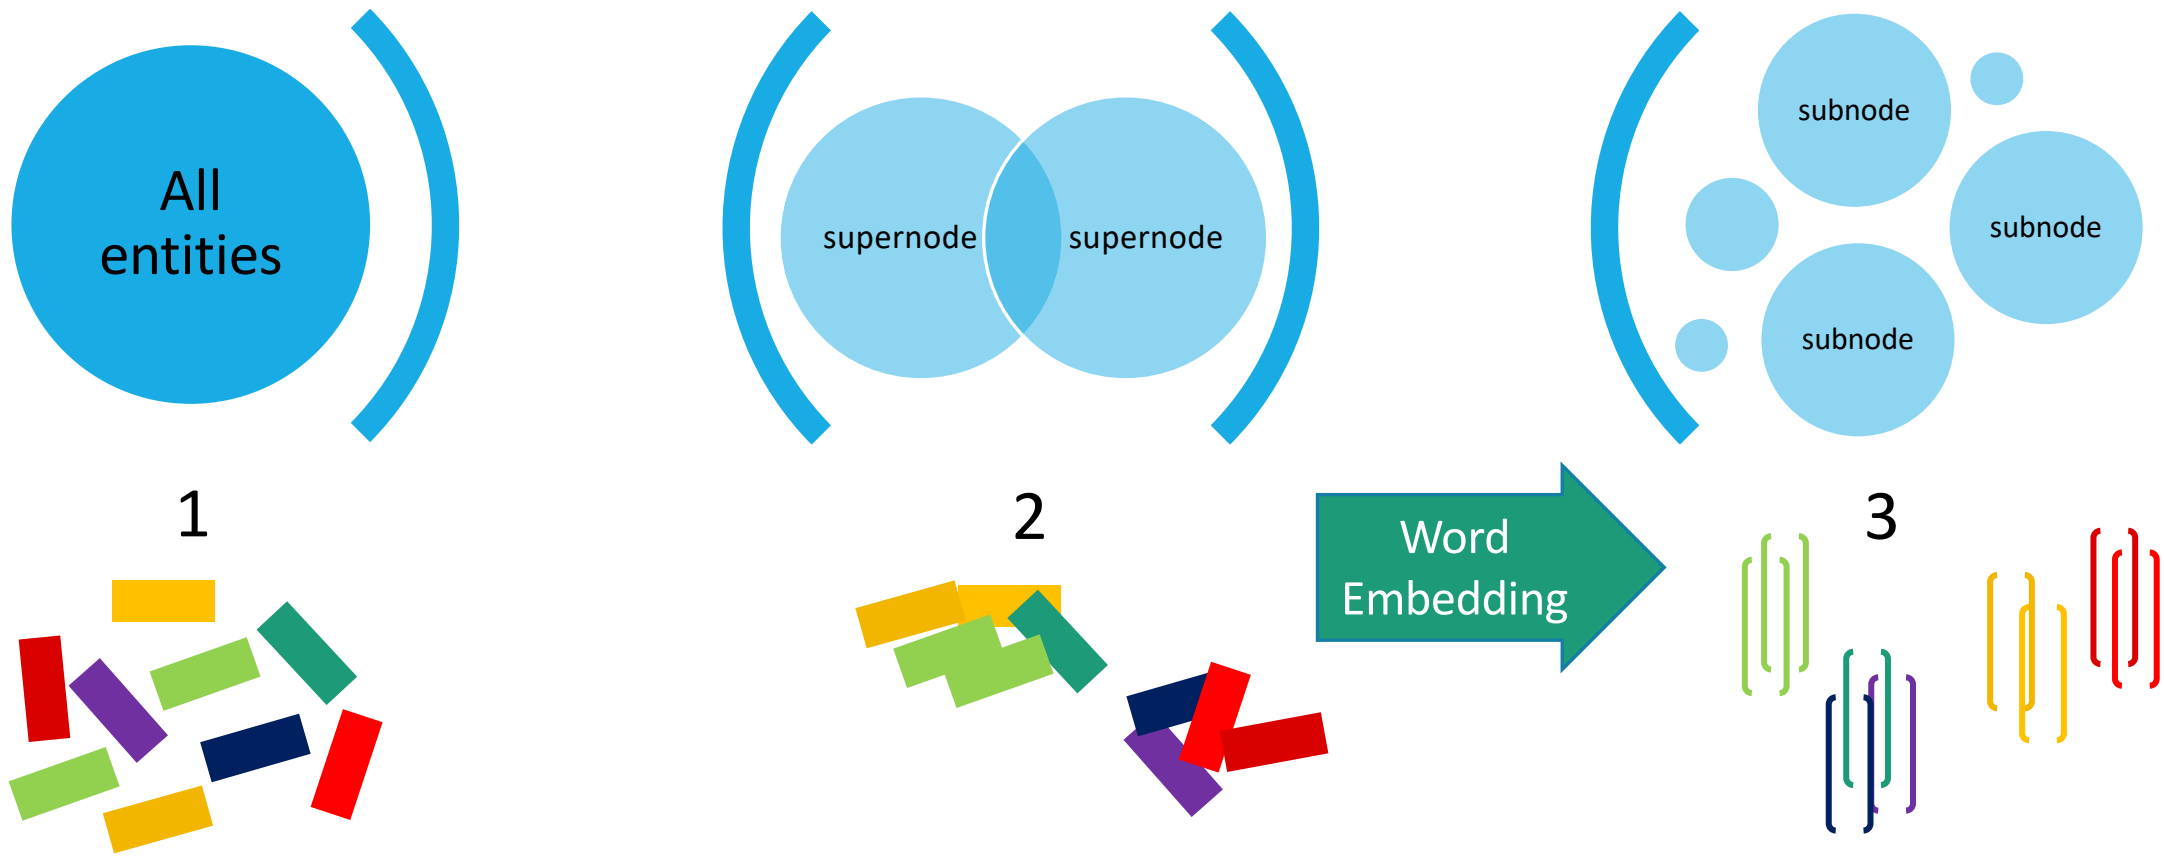 All
entities
supernode
supernode
subnode
subnode
subnode
1
2
3
Word
Embedding